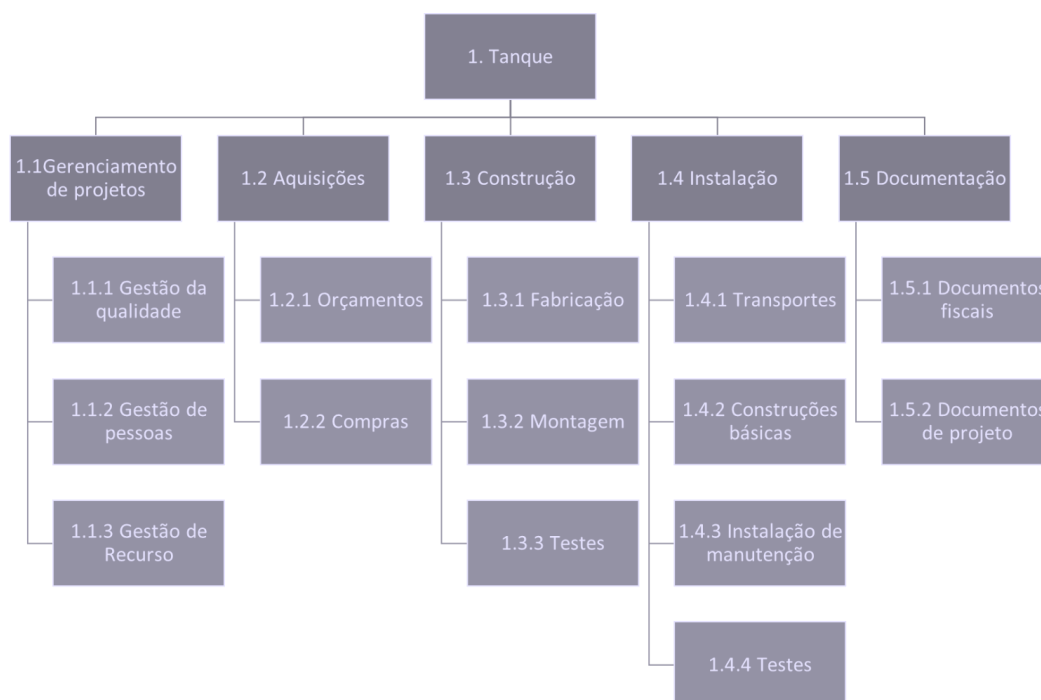 1. Tanque
1.1Gerenciamento
de projetos
1.2 Aquisições
1.3 Construção
1.4 Instalação
1.5 Documentação
1.1.1 Gestão da
qualidade
1.2.1 Orçamentos
1.3.1 Fabricação
1.4.1 Transportes
1.5.1 Documentos
fiscais
1.1.2 Gestão de
pessoas
1.2.2 Compras
1.3.2 Montagem
1.4.2 Construções
básicas
1.5.2 Documentos
de projeto
1.1.3 Gestão de
Recurso
1.3.3 Testes
1.4.3 Instalação de
manutenção
1.4.4 Testes